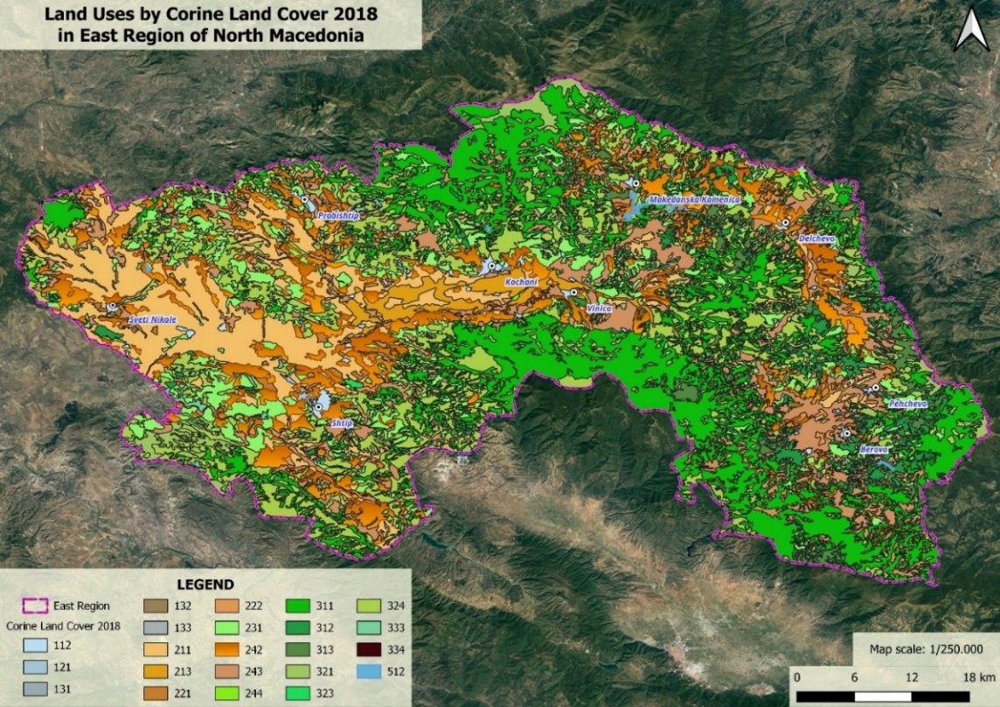 Land Uses by Corine Land Cover 2018
in East Region of North Macedonia
Probishtip
Makedonska Kamenica
Delchevo
Kochani
Vinica
Sveti Nikole
Shtip
Pehchevo
Berovo
LEGEND
East Region
Corine Land Cover 2018
112
121
131
132
133
211
213
221
222
231
242
243
244
311
312
313
321
323
324
333
334
512
Map scale: 1/250.000
0 6 12 18 km